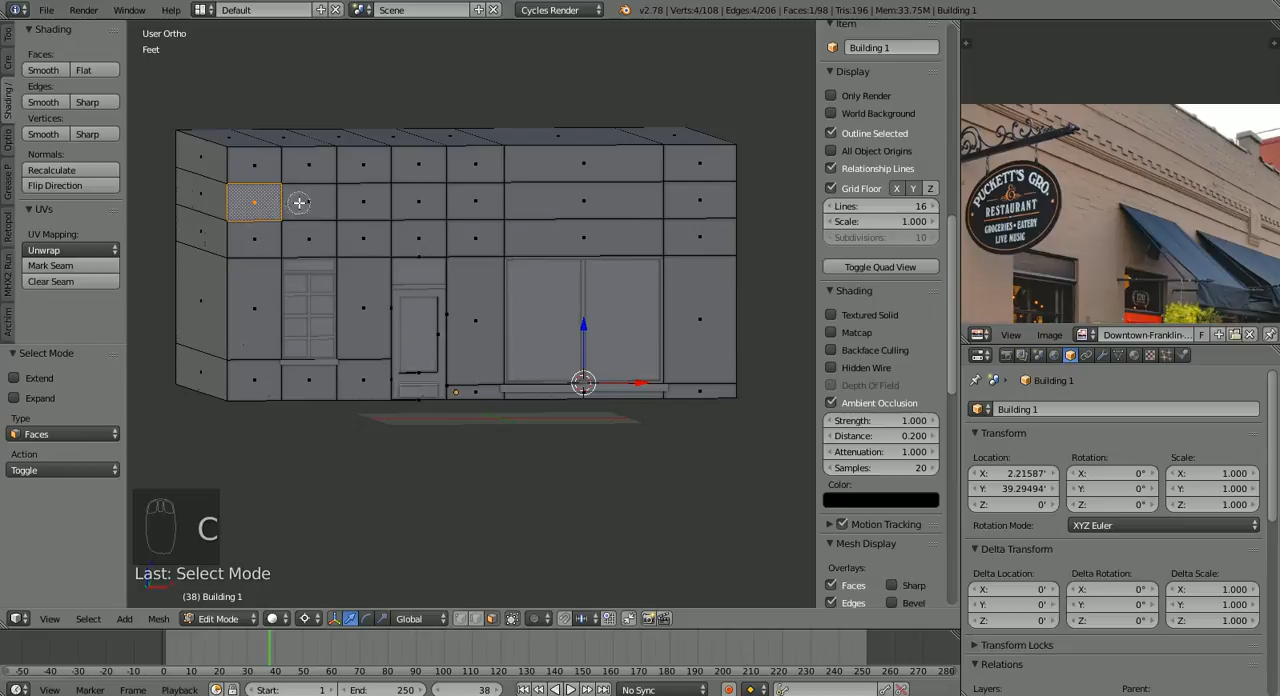 File Render Window Help Default Scene Cycles Render v2.78 | Verts:4/108 | Edges:4/206 | Faces:1/98 | Tris:196 | Mem:33.75M | Building 1
Shading
Faces:
Smooth Flat
Edges:
Smooth Sharp
Vertices:
Smooth Sharp
Normals:
Recalculate
Flip Direction
UVs
UV Mapping:
Unwrap
Mark Seam
Clear Seam
Too
Cre
Shading /
Optio
Grease P
Retopol
MHX2 Run
Archim
Select Mode
Extend
Expand
Type
Faces
Action
Toggle
User Ortho
Feet
C
Last: Select Mode
(38) Building 1
Item
Building 1
Display
Only Render
World Background
Outline Selected
All Object Origins
Relationship Lines
Grid Floor X Y Z
Lines: 16
Scale: 1.000
Subdivisions: 10
Toggle Quad View
Shading
Textured Solid
Matcap
Backface Culling
Hidden Wire
Depth Of Field
Ambient Occlusion
Strength: 1.000
Distance: 0.200
Attenuation: 1.000
Samples: 20
Color:
Motion Tracking
Mesh Display
Overlays:
Faces Sharp
Edges Bevel
PUCKETT'S GRO.
RESTAURANT
GROCERIES·EATERY
LIVE MUSIC
View Image Downtown-Franklin-... F
Building 1
Building 1
Transform
Location: Rotation: Scale:
X: 2.21587' X: 0° X: 1.000
Y: 39.29494' Y: 0° Y: 1.000
Z: 0' Z: 0° Z: 1.000
Rotation Mode: XYZ Euler
Delta Transform
Delta Location: Delta Rotation: Delta Scale:
X: 0' X: 0° X: 1.000
Y: 0' Y: 0° Y: 1.000
Z: 0' Z: 0° Z: 1.000
Transform Locks
Relations
Layers: Parent:
View Select Add Mesh Edit Mode Global
-50 -40 -30 -20 -10 0 10 20 30 40 50 60 70 80 90 100 110 120 130 140 150 160 170 180 190 200 210 220 230 240 250 260 270 280
View Marker Frame Playback Start: 1 End: 250 38 No Sync